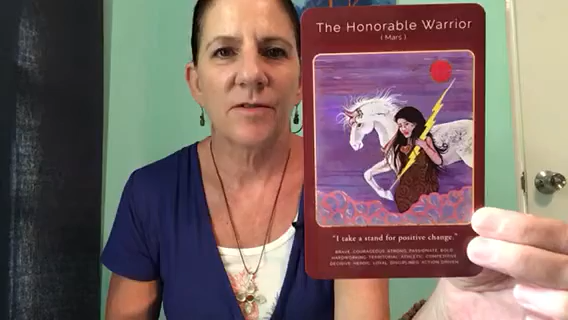 The Honorable Warrior
( Mars )
"I take a stand for positive change."
BRAVE, COURAGEOUS, STRONG, PASSIONATE, BOLD,
HARDWORKING, TERRITORIAL, ATHLETIC, COMPETITIVE,
DECISIVE, HEROIC, LOYAL, DISCIPLINED, ACTION-DRIVEN